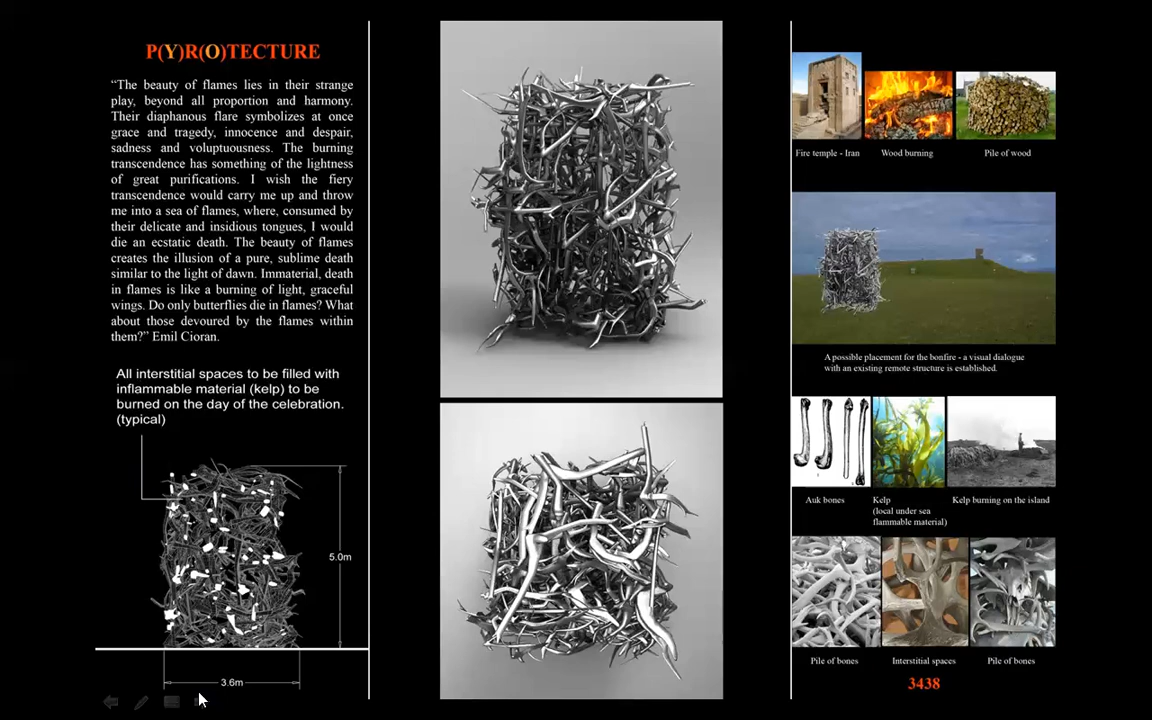 P(Y)R(O)TECTURE
“The beauty of flames lies in their strange
play, beyond all proportion and harmony.
Their diaphanous flare symbolizes at once
grace and tragedy, innocence and despair,
sadness and voluptuousness. The burning
transcendence has something of the lightness
of great purifications. I wish the fiery
transcendence would carry me up and throw
me into a sea of flames, where, consumed by
their delicate and insidious tongues, I would
die an ecstatic death. The beauty of flames
creates the illusion of a pure, sublime death
similar to the light of dawn. Immaterial, death
in flames is like a burning of light, graceful
wings. Do only butterflies die in flames? What
about those devoured by the flames within
them?” Emil Cioran.
All interstitial spaces to be filled with
inflammable material (kelp) to be
burned on the day of the celebration.
(typical)
5.0m
3.6m
Fire temple - Iran
Wood burning
Pile of wood
A possible placement for the bonfire - a visual dialogue
with an existing remote structure is established.
Auk bones
Kelp
(local under sea
flammable material)
Kelp burning on the island
Pile of bones
Interstitial spaces
Pile of bones
3438